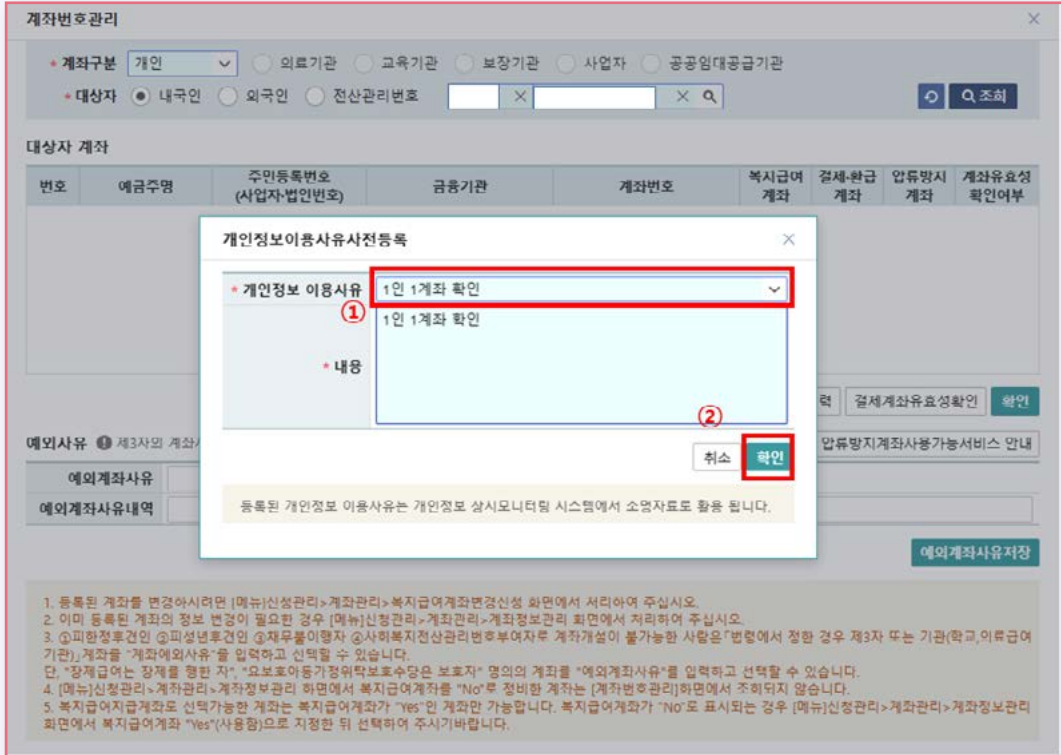 계좌번호관리
* 계좌구분 개인 의료기관 교육기관 보장기관 사업자 공공임대공급기관
* 대상자 내국인 외국인 전산관리번호 조회
대상자 계좌
번호 예금주명 주민등록번호 (사업자·법인번호) 금융기관 계좌번호 복지급여 계좌 결제·환급 계좌 압류방지 계좌 계좌유효성 확인여부
개인정보이용사유사전등록
* 개인정보 이용사유 1인 1계좌 확인
①
1인 1계좌 확인
* 내용
②
력 결제계좌유효성확인 확인
취소 확인
예외사유 제3자의 계좌 압류방지계좌사용가능서비스 안내
예외계좌사유
예외계좌사유내역
등록된 개인정보 이용사유는 개인정보 상시모니터링 시스템에서 소명자료로 활용 됩니다.
예외계좌사유저장
1. 등록된 계좌를 변경하시려면 [메뉴]신청관리>계좌관리>복지급여계좌변경신청 화면에서 처리하여 주십시오.
2. 이미 등록된 계좌의 정보 변경이 필요한 경우 [메뉴]신청관리>계좌관리>계좌정보관리 화면에서 처리하여 주십시오.
3. ①피한정후견인 ②피성년후견인 ③채무불이행자 ④사회복지전산관리번호부여자로 계좌개설이 불가능한 사람은「법령에서 정한 경우 제3자 또는 기관(학교,의료급여
기관)」계좌를 "계좌예외사유"를 입력하고 선택할 수 있습니다.
단, "장제급여는 장제를 행한 자", "요보호아동가정위탁보호수당은 보호자" 명의의 계좌를 "예외계좌사유"를 입력하고 선택할 수 있습니다.
4. [메뉴]신청관리>계좌관리>계좌정보관리 화면에서 복지급여계좌를 "No"로 정비한 계좌는 [계좌번호관리]화면에서 조회되지 않습니다.
5. 복지급여지급계좌로 선택가능한 계좌는 복지급여계좌가 "Yes"인 계좌만 가능합니다. 복지급여계좌가 "No"로 표시되는 경우 [메뉴]신청관리>계좌관리>계좌정보관리
화면에서 복지급여계좌 "Yes"(사용함)으로 지정한 뒤 선택하여 주시기바랍니다.